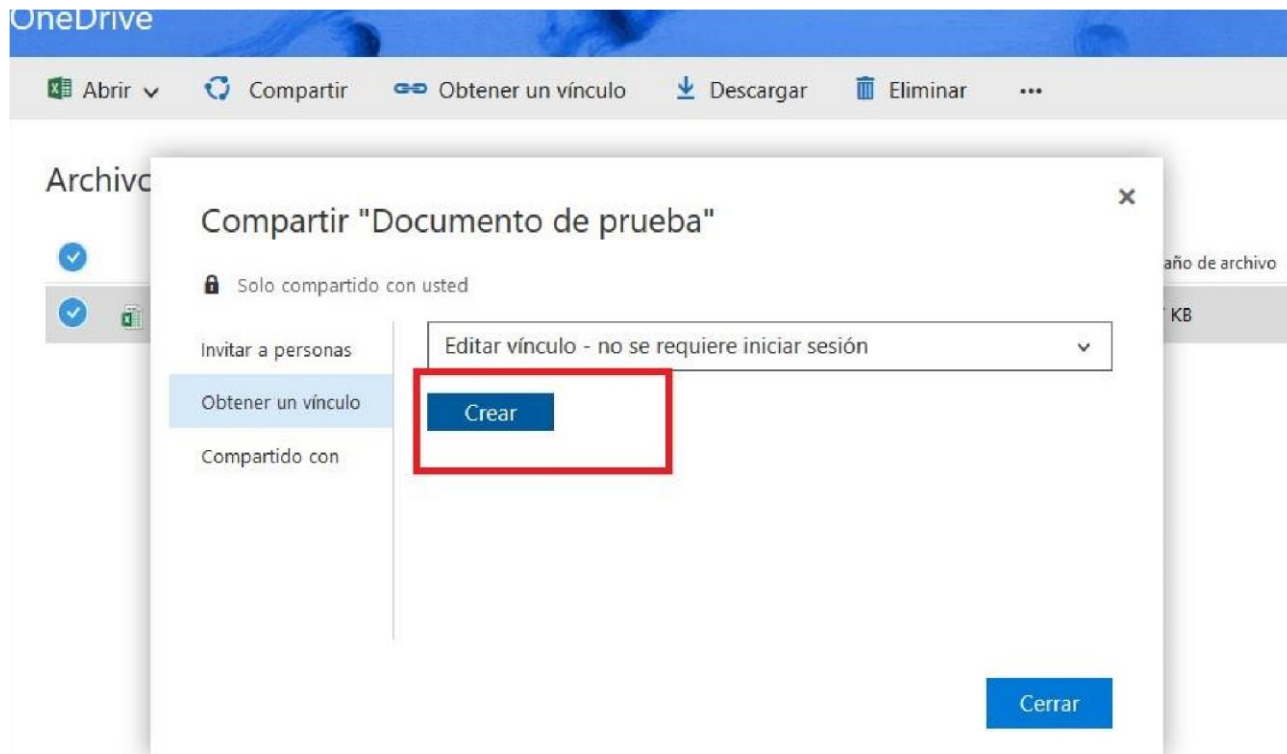 OneDrive
Abrir Compartir Obtener un vínculo Descargar Eliminar ...
Archivo
Compartir "Documento de prueba"
Solo compartido con usted
año de archivo
KB
Invitar a personas
Editar vínculo - no se requiere iniciar sesión
Obtener un vínculo
Crear
Compartido con
Cerrar